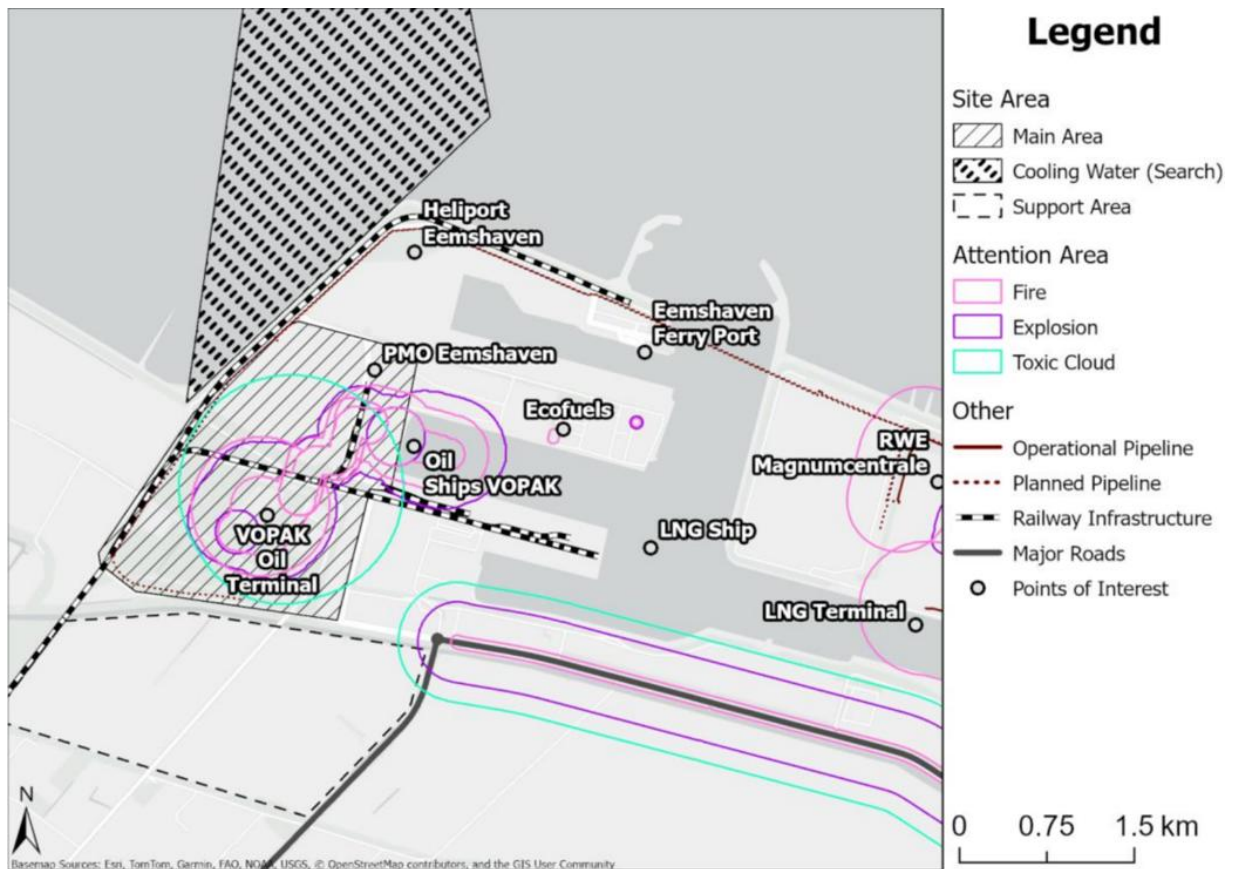 Heliport
Eemshaven
Eemshaven
Ferry Port
PMO Eemshaven
Ecofuels
RWE
Magnumcentrale
Oil
Ships VOPAK
VOPAK
Oil
Terminal
LNG Ship
LNG Terminal
N
Basemap Sources: Esri, TomTom, Garmin, FAO, NOAA, USGS, © OpenStreetMap contributors, and the GIS User Community
Legend
Site Area
Main Area
Cooling Water (Search)
Support Area
Attention Area
Fire
Explosion
Toxic Cloud
Other
Operational Pipeline
Planned Pipeline
Railway Infrastructure
Major Roads
Points of Interest
0 0.75 1.5 km